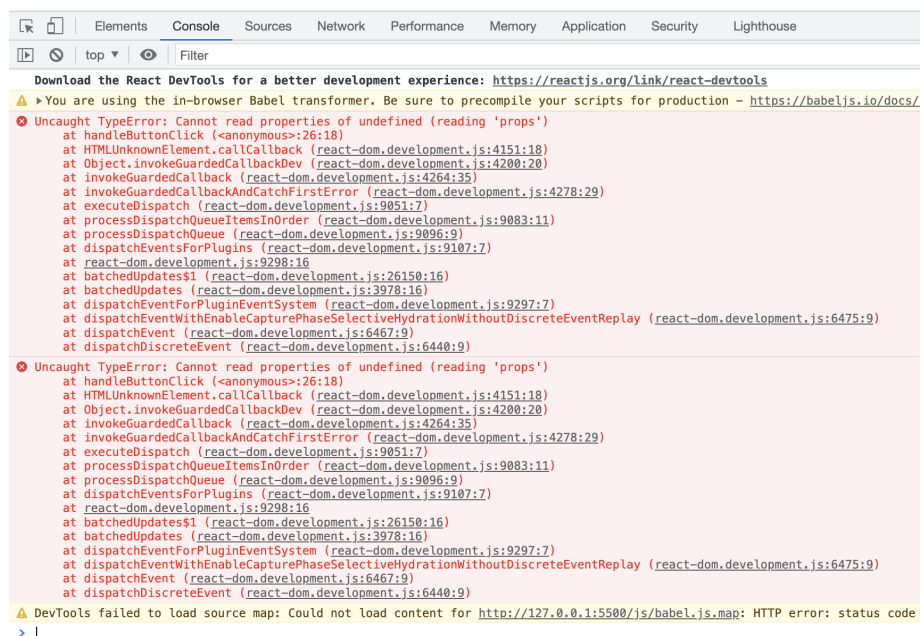 Elements Console Sources Network Performance Memory Application Security Lighthouse
top ▼ Filter
Download the React DevTools for a better development experience: https://reactjs.org/link/react-devtools
▶You are using the in-browser Babel transformer. Be sure to precompile your scripts for production – https://babeljs.io/docs/
Uncaught TypeError: Cannot read properties of undefined (reading 'props')
at handleButtonClick (<anonymous>:26:18)
at HTMLUnknownElement.callCallback (react-dom.development.js:4151:18)
at Object.invokeGuardedCallbackDev (react-dom.development.js:4200:20)
at invokeGuardedCallback (react-dom.development.js:4264:35)
at invokeGuardedCallbackAndCatchFirstError (react-dom.development.js:4278:29)
at executeDispatch (react-dom.development.js:9051:7)
at processDispatchQueueItemsInOrder (react-dom.development.js:9083:11)
at processDispatchQueue (react-dom.development.js:9096:9)
at dispatchEventsForPlugins (react-dom.development.js:9107:7)
at react-dom.development.js:9298:16
at batchedUpdates$1 (react-dom.development.js:26150:16)
at batchedUpdates (react-dom.development.js:3978:16)
at dispatchEventForPluginEventSystem (react-dom.development.js:9297:7)
at dispatchEventWithEnableCapturePhaseSelectiveHydrationWithoutDiscreteEventReplay (react-dom.development.js:6475:9)
at dispatchEvent (react-dom.development.js:6467:9)
at dispatchDiscreteEvent (react-dom.development.js:6440:9)
Uncaught TypeError: Cannot read properties of undefined (reading 'props')
at handleButtonClick (<anonymous>:26:18)
at HTMLUnknownElement.callCallback (react-dom.development.js:4151:18)
at Object.invokeGuardedCallbackDev (react-dom.development.js:4200:20)
at invokeGuardedCallback (react-dom.development.js:4264:35)
at invokeGuardedCallbackAndCatchFirstError (react-dom.development.js:4278:29)
at executeDispatch (react-dom.development.js:9051:7)
at processDispatchQueueItemsInOrder (react-dom.development.js:9083:11)
at processDispatchQueue (react-dom.development.js:9096:9)
at dispatchEventsForPlugins (react-dom.development.js:9107:7)
at react-dom.development.js:9298:16
at batchedUpdates$1 (react-dom.development.js:26150:16)
at batchedUpdates (react-dom.development.js:3978:16)
at dispatchEventForPluginEventSystem (react-dom.development.js:9297:7)
at dispatchEventWithEnableCapturePhaseSelectiveHydrationWithoutDiscreteEventReplay (react-dom.development.js:6475:9)
at dispatchEvent (react-dom.development.js:6467:9)
at dispatchDiscreteEvent (react-dom.development.js:6440:9)
DevTools failed to load source map: Could not load content for http://127.0.0.1:5500/js/babel.js.map: HTTP error: status code